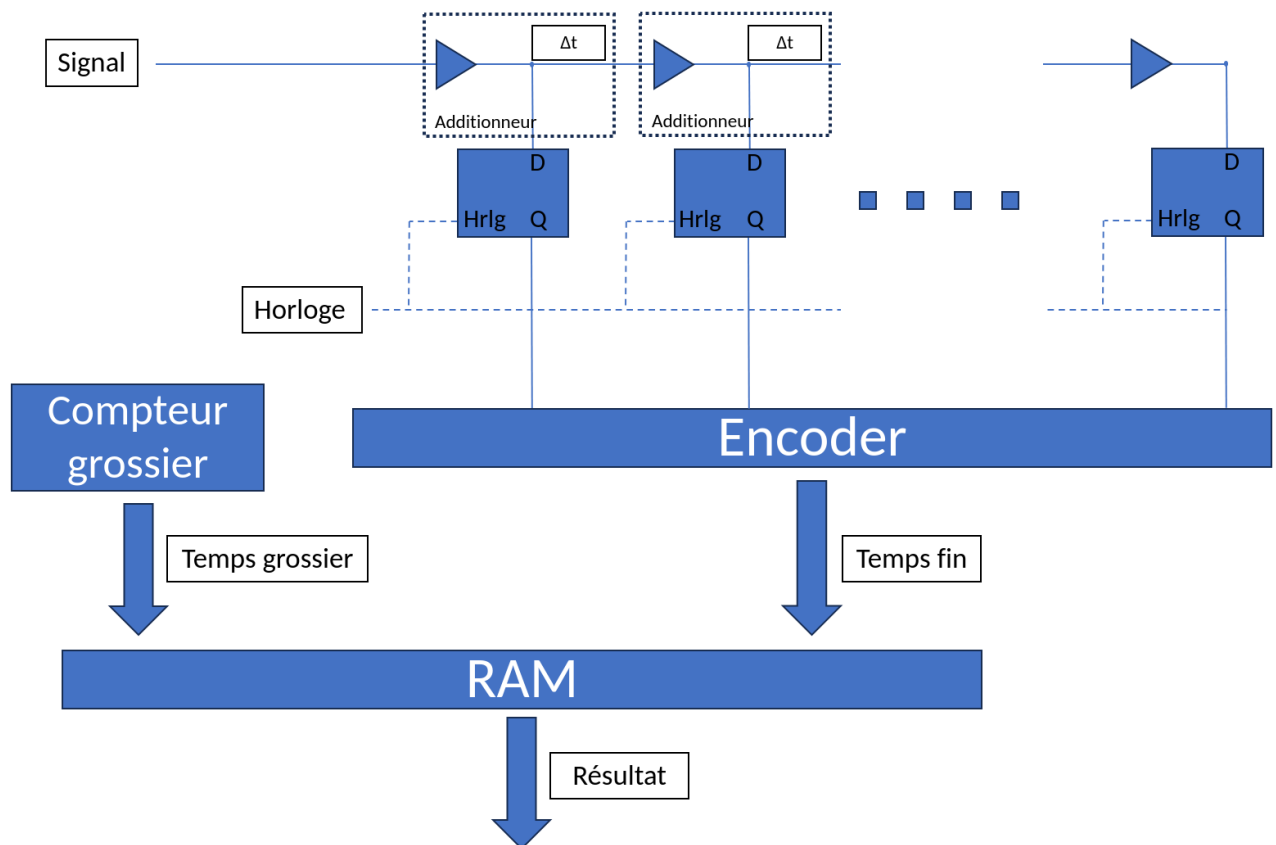 Signal
Δt
Δt
Additionneur
Additionneur
D
D
D
Hrlg Q
Hrlg Q
Hrlg Q
Horloge
Compteur
grossier
Encoder
Temps grossier
Temps fin
RAM
Résultat